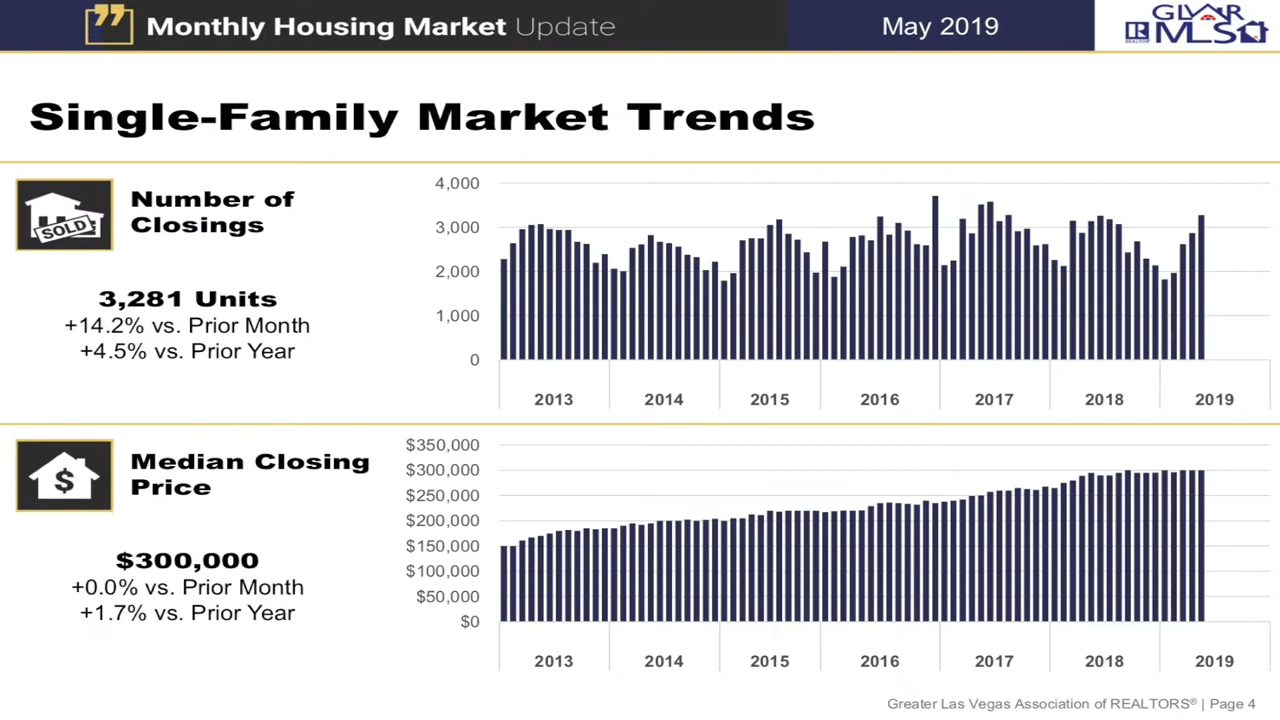 Monthly Housing Market Update
May 2019
GLVAR
REALTOR
MLS
Single-Family Market Trends
Number of
Closings
SOLD
3,281 Units
+14.2% vs. Prior Month
+4.5% vs. Prior Year
4,000
3,000
2,000
1,000
0
2013 2014 2015 2016 2017 2018 2019
Median Closing
Price
$
$300,000
+0.0% vs. Prior Month
+1.7% vs. Prior Year
$350,000
$300,000
$250,000
$200,000
$150,000
$100,000
$50,000
$0
2013 2014 2015 2016 2017 2018 2019
Greater Las Vegas Association of REALTORS® | Page 4